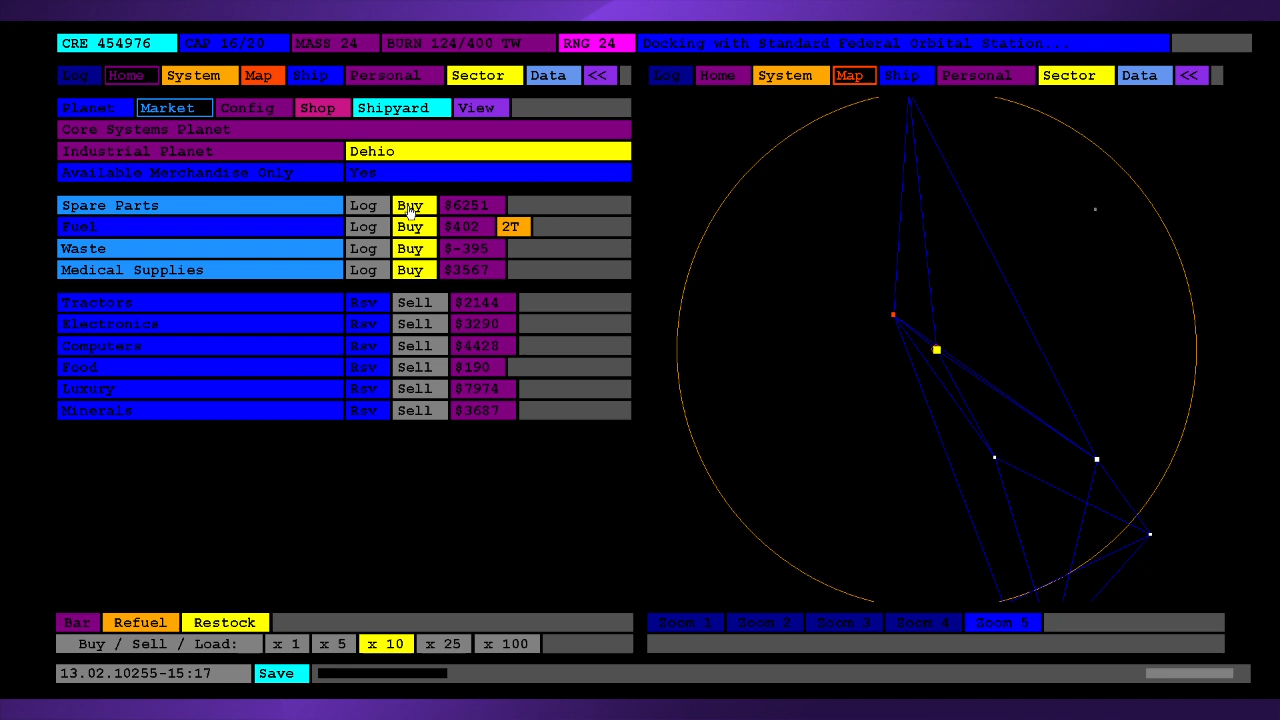 CRE 454976 CAP 16/20 MASS 24 BURN 124/400 TW RNG 24 Docking with Standard Federal Orbital Station...
Log Home System Map Ship Personal Sector Data << Log Home System Map Ship Personal Sector Data <<
Planet Market Config Shop Shipyard View
Core Systems Planet
Industrial Planet Dehio
Available Merchandise Only Yes
Spare Parts Log Buy $6251
Fuel Log Buy $402 2T
Waste Log Buy $-395
Medical Supplies Log Buy $3567
Tractors Rsv Sell $2144
Electronics Rsv Sell $3290
Computers Rsv Sell $4428
Food Rsv Sell $190
Luxury Rsv Sell $7974
Minerals Rsv Sell $3687
Bar Refuel Restock Zoom 1 Zoom 2 Zoom 3 Zoom 4 Zoom 5
Buy / Sell / Load: x 1 x 5 x 10 x 25 x 100
13.02.10255-15:17 Save